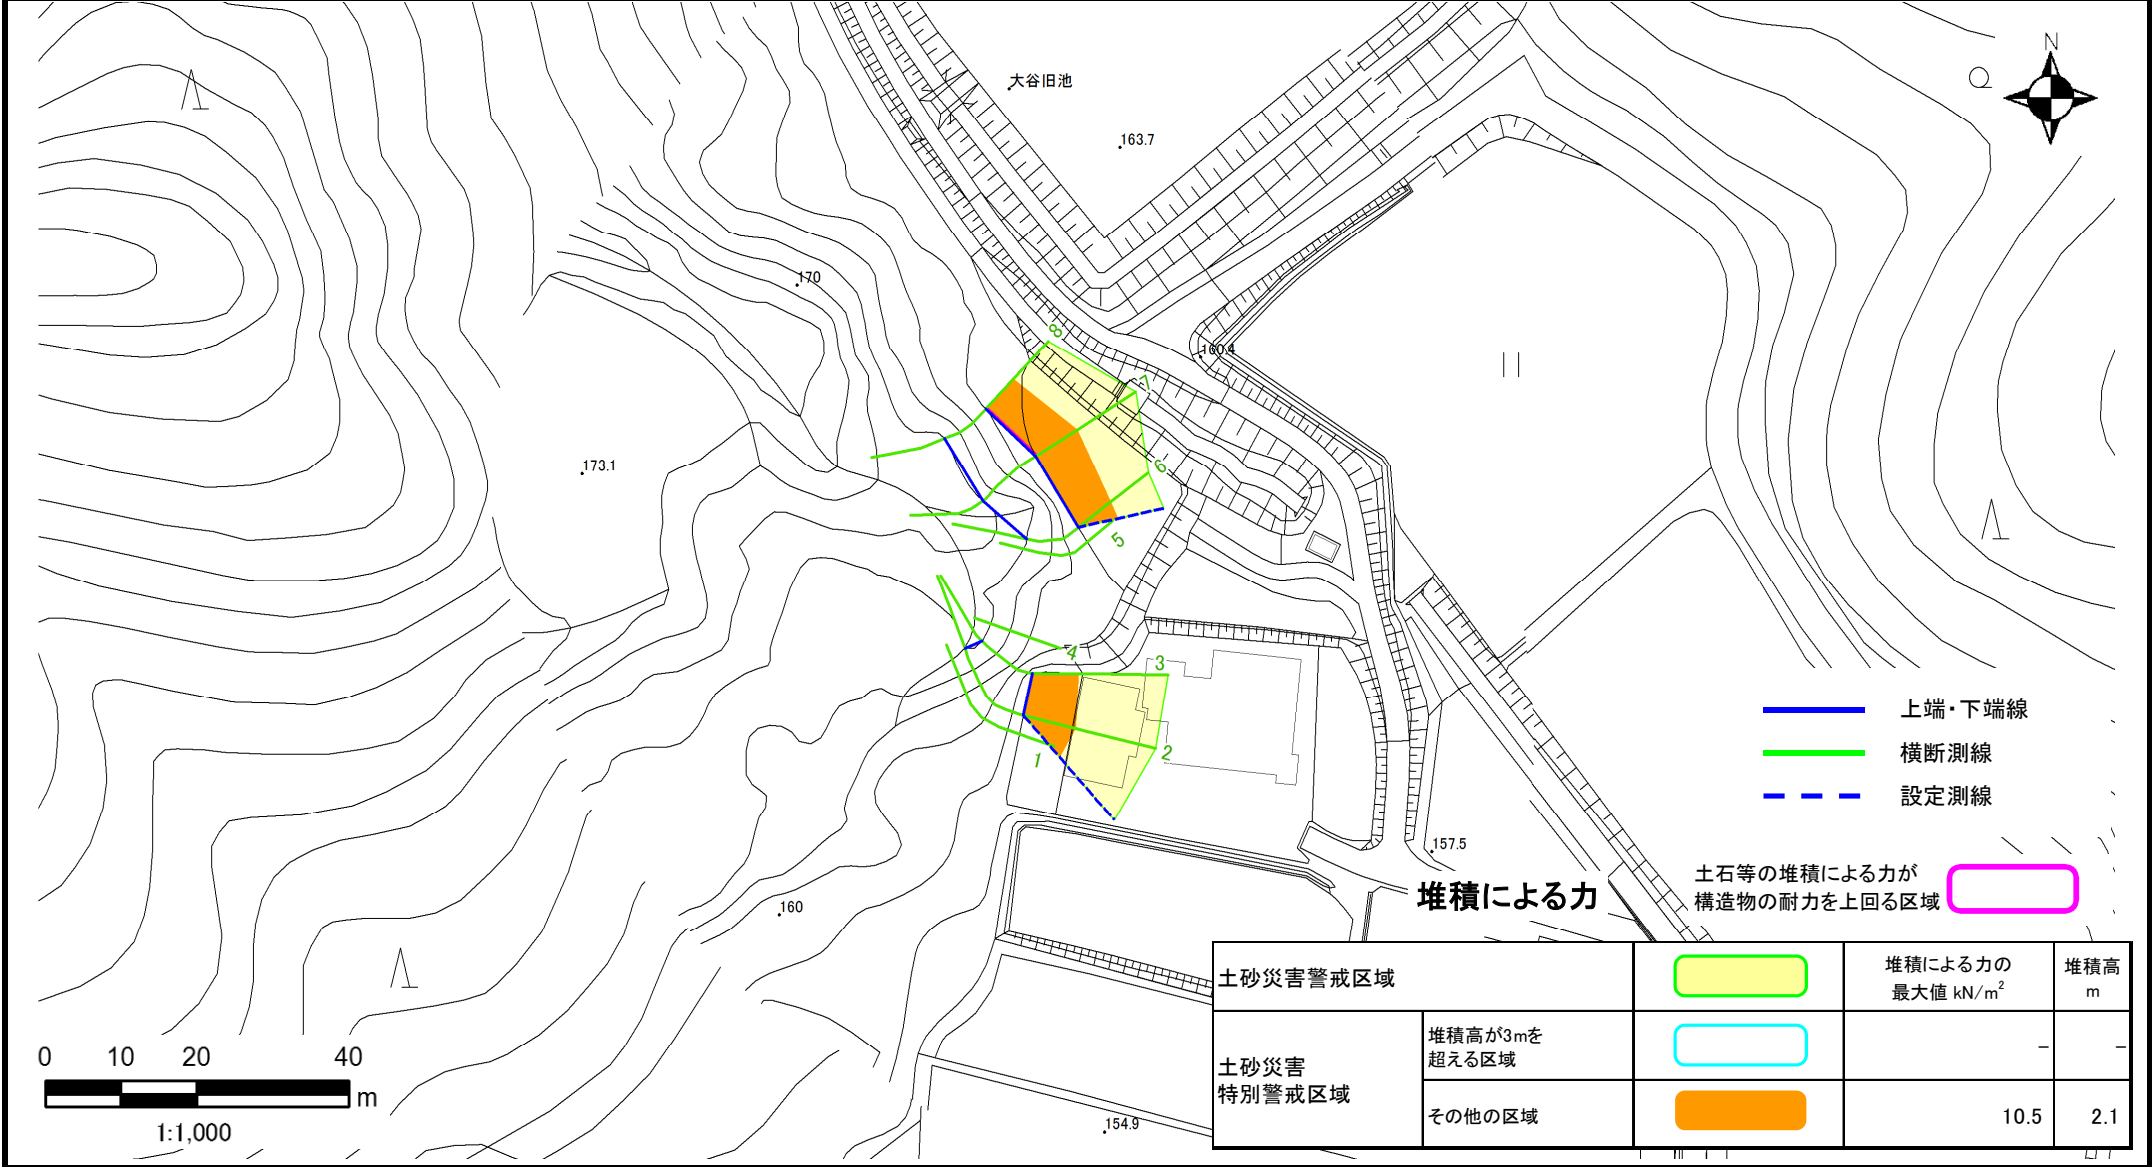 N
大谷旧池
163.7
170
160.4
173.1
8
7
6
5
4
3
2
1
上端・下端線
横断測線
設定測線
157.5
160
154.9
堆積による力
土石等の堆積による力が
構造物の耐力を上回る区域
土砂災害警戒区域
堆積による力の
最大値 kN/m²
堆積高
m
土砂災害
特別警戒区域
堆積高が3mを
超える区域
-
-
その他の区域
10.5
2.1
0 10 20 40
m
1:1,000